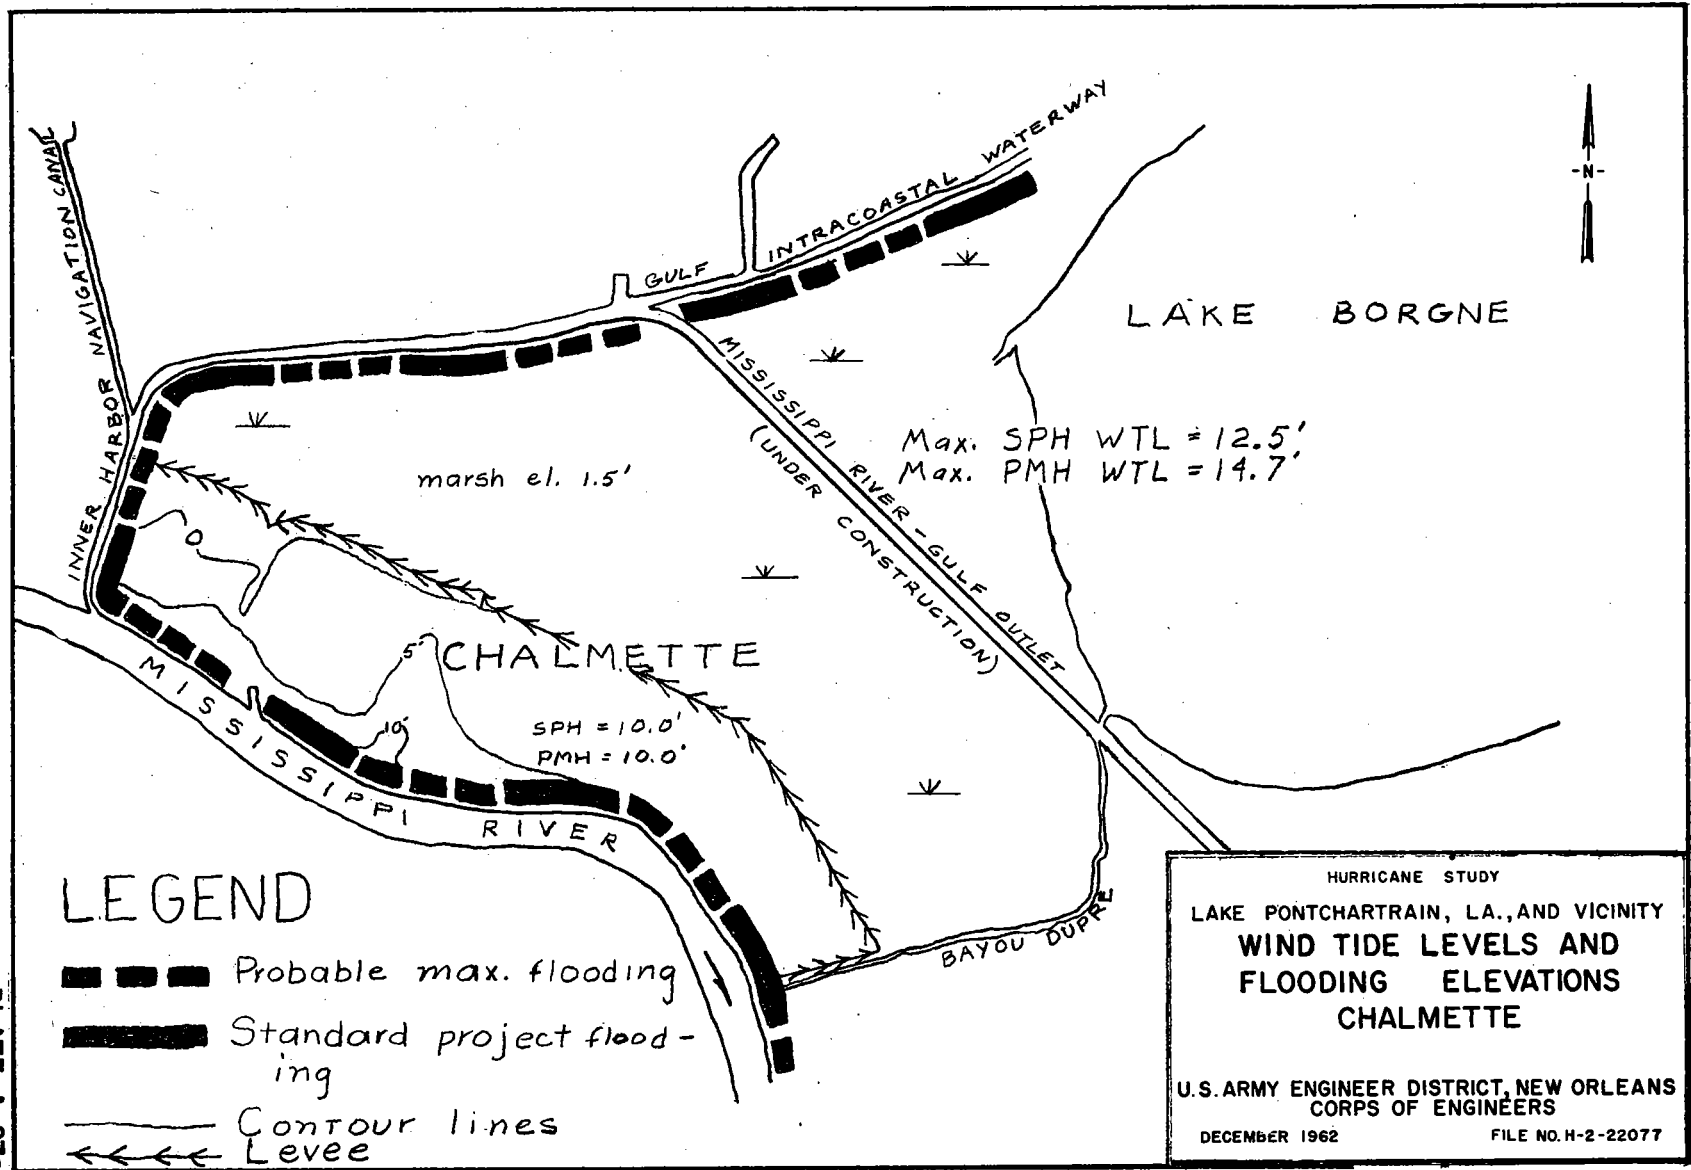 INNER HARBOR NAVIGATION CANAL
GULF INTRACOASTAL WATERWAY
-N-
LAKE BORGNE
MISSISSIPPI RIVER - GULF OUTLET
(UNDER CONSTRUCTION)
Max. SPH WTL = 12.5'
Max. PMH WTL = 14.7'
marsh el. 1.5'
0
CHALMETTE
5'
10'
SPH = 10.0'
PMH = 10.0'
MISSISSIPPI RIVER
BAYOU DUPRE
LEGEND
Probable max. flooding
Standard project flood-
ing
Contour lines
Levee
HURRICANE STUDY
LAKE PONTCHARTRAIN, LA., AND VICINITY
WIND TIDE LEVELS AND
FLOODING ELEVATIONS
CHALMETTE
U.S. ARMY ENGINEER DISTRICT, NEW ORLEANS
CORPS OF ENGINEERS
DECEMBER 1962 FILE NO. H-2-22077